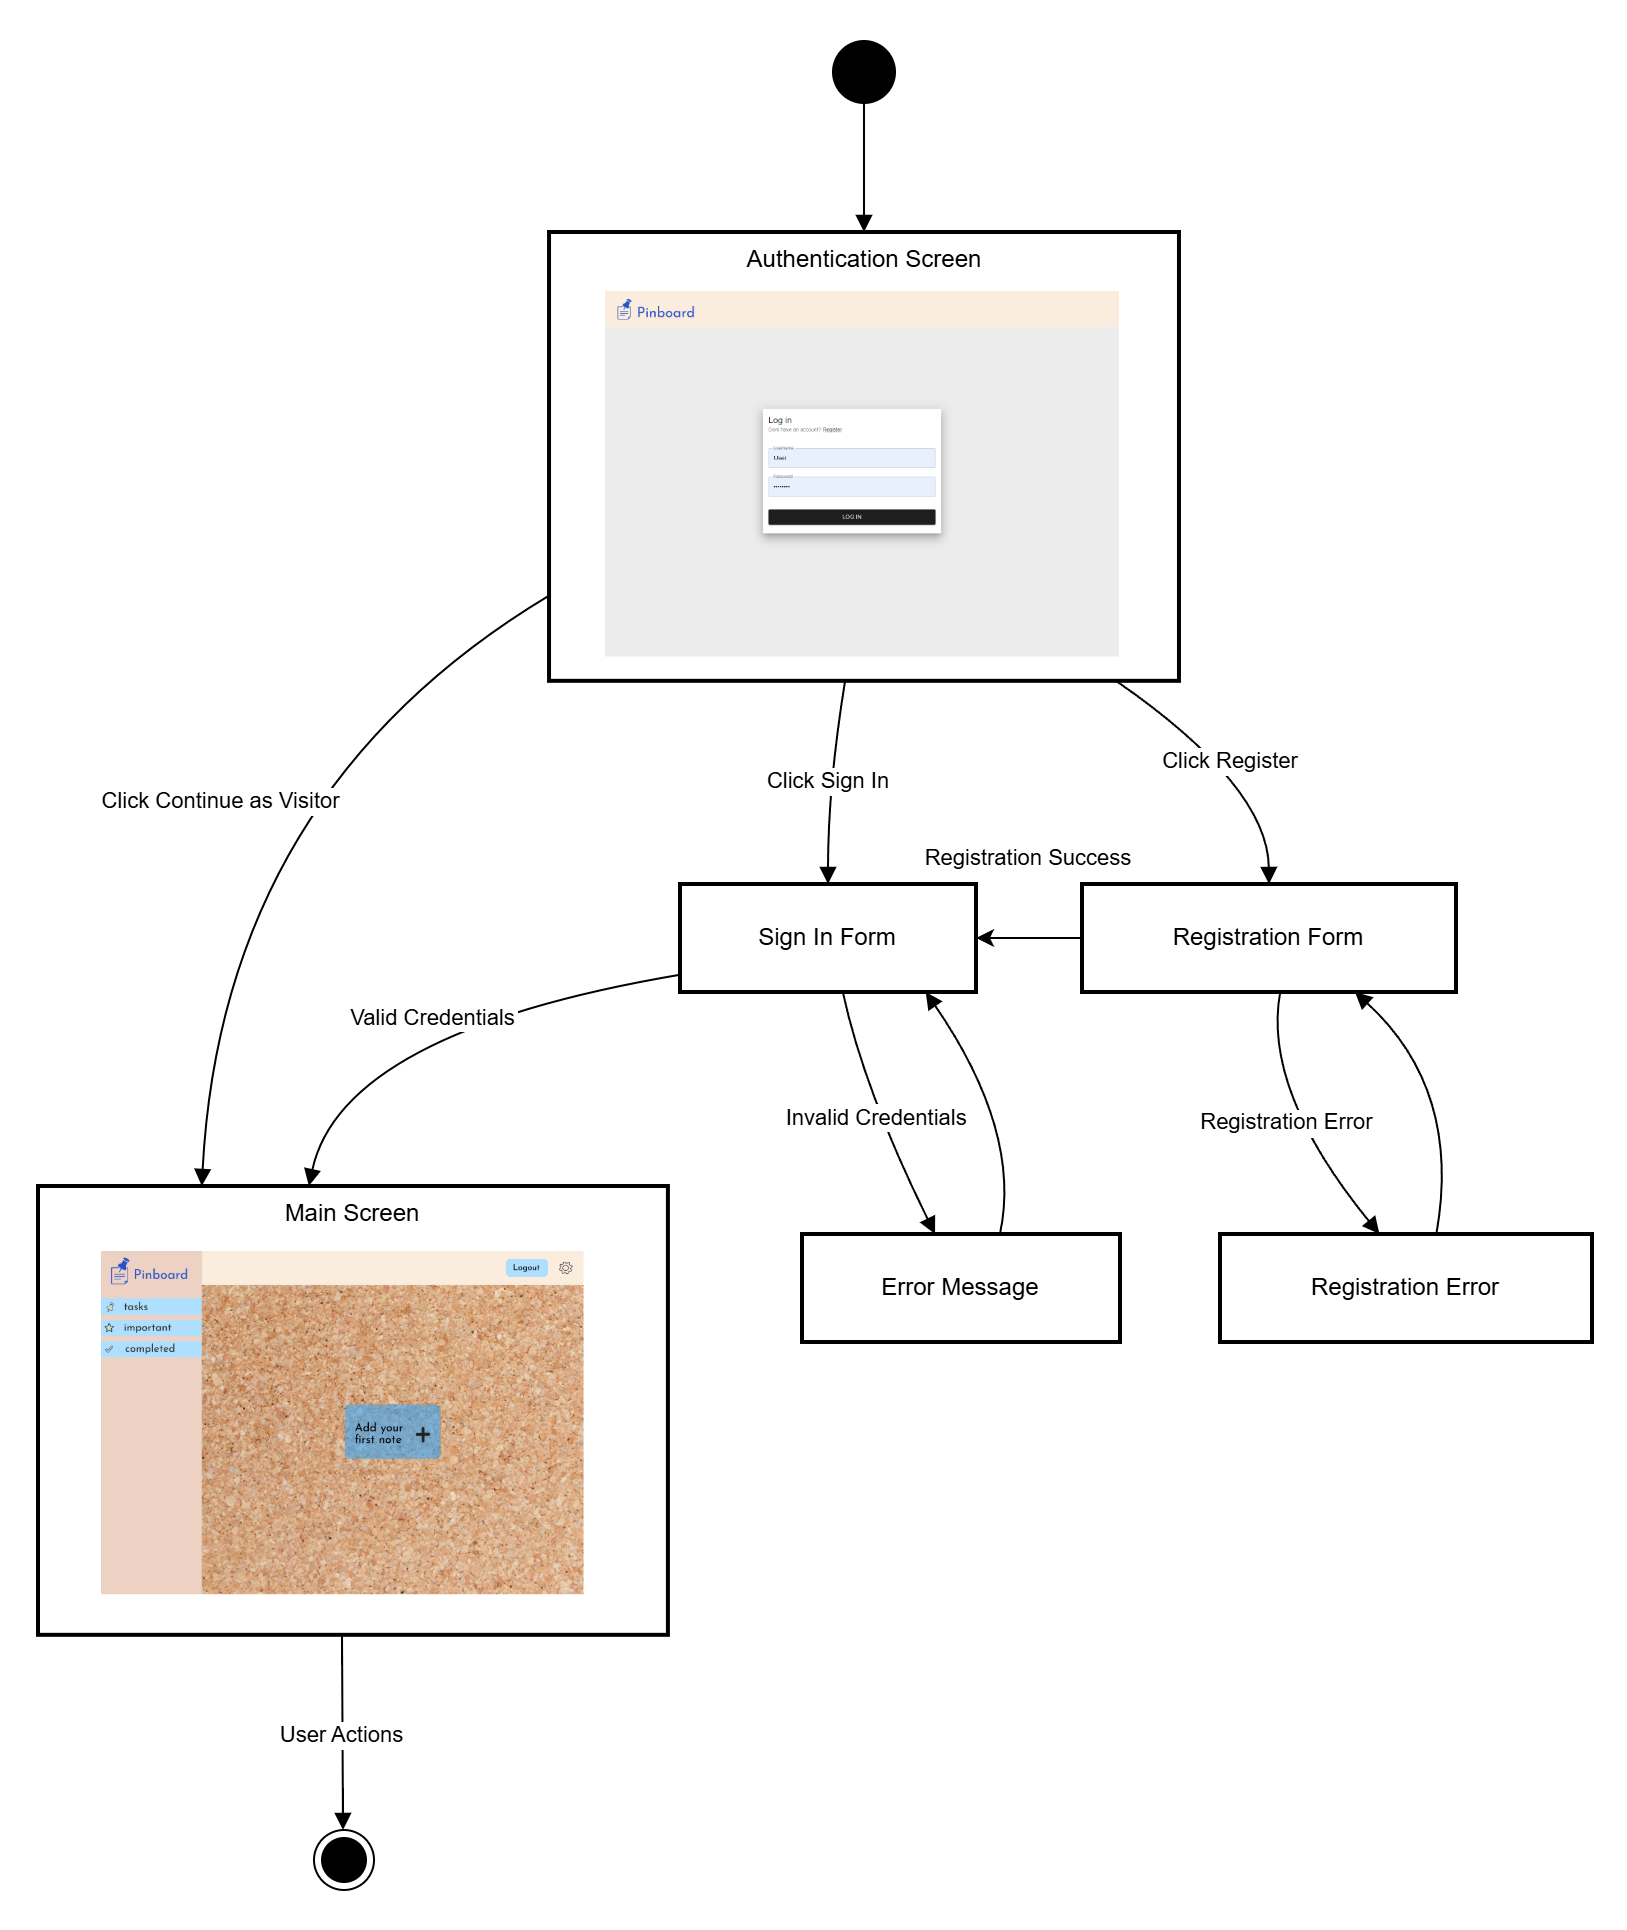 Authentication Screen
Pinboard
Log in
Dont have an account? Register
Username
User
Password
LOG IN
Click Continue as Visitor
Click Sign In
Click Register
Registration Success
Sign In Form
Registration Form
Valid Credentials
Invalid Credentials
Registration Error
Main Screen
Pinboard
Logout
tasks
important
completed
Add your
first note
Error Message
Registration Error
User Actions